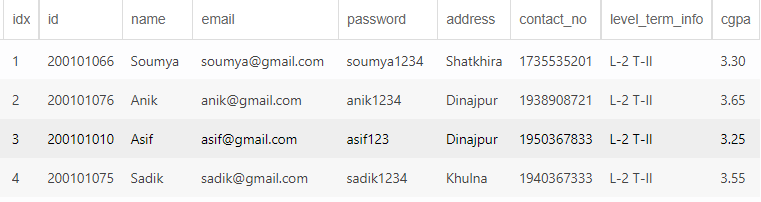 idx id name email password address contact_no level_term_info cgpa
1 200101066 Soumya soumya@gmail.com soumya1234 Shatkhira 1735535201 L-2 T-II 3.30
2 200101076 Anik anik@gmail.com anik1234 Dinajpur 1938908721 L-2 T-II 3.65
3 200101010 Asif asif@gmail.com asif123 Dinajpur 1950367833 L-2 T-II 3.25
4 200101075 Sadik sadik@gmail.com sadik1234 Khulna 1940367333 L-2 T-II 3.55